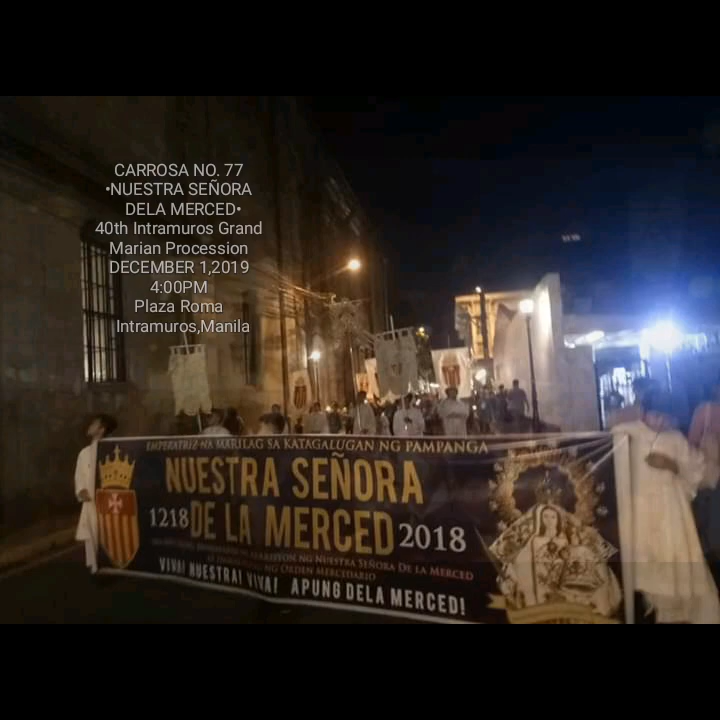 CARROSA NO. 77
•NUESTRA SEÑORA
DELA MERCED•
40th Intramuros Grand
Marian Procession
DECEMBER 1,2019
4:00PM
Plaza Roma
Intramuros,Manila
EMPERATRIZ NA MARILAG SA KATAGALUGAN NG PAMPANGA
NUESTRA SEÑORA
1218 DE LA MERCED 2018
NG NUESTRA SEÑORA DE LA MERCED
NG ORDEN MERCEDARIO
VIVA! NUESTRA! VIVA! APUNG DELA MERCED!